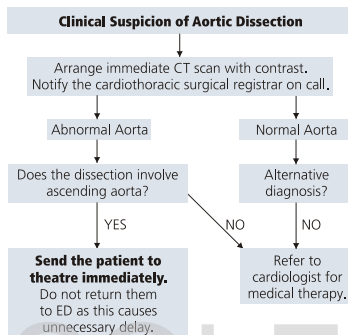 Clinical Suspicion of Aortic Dissection
Arrange immediate CT scan with contrast.
Notify the cardiothoracic surgical registrar on call.
Abnormal Aorta
Normal Aorta
Does the dissection involve
ascending aorta?
Alternative
diagnosis?
YES
NO
NO
Send the patient to
theatre immediately.
Do not return them
to ED as this causes
unnecessary delay.
Refer to
cardiologist for
medical therapy.